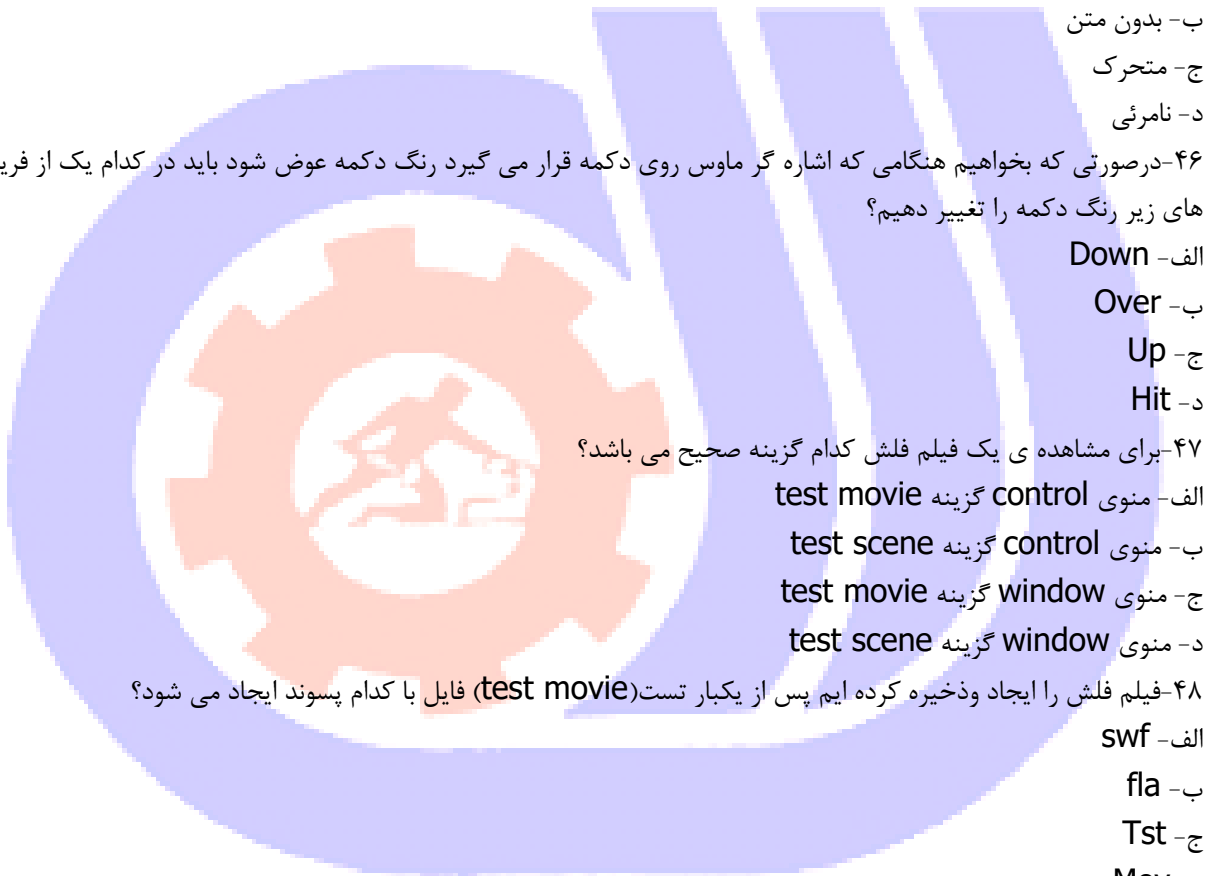 ب- بدون متن
ج- متحرک
د- نامرئی
۴۶-درصورتی که بخواهیم هنگامی که اشاره گر ماوس روی دکمه قرار می گیرد رنگ دکمه عوض شود باید در کدام یک از
های زیر رنگ دکمه را تغییر دهیم؟
الف- Down
ب- Over
ج- Up
د- Hit
۴۷-برای مشاهده ی یک فیلم فلش کدام گزینه صحیح می باشد؟
الف- منوی control گزینه test movie
ب- منوی control گزینه test scene
ج- منوی window گزینه test movie
د- منوی window گزینه test scene
۴۸-فیلم فلش را ایجاد وذخیره کرده ایم پس از یکبار تست(test movie) فایل با کدام پسوند ایجاد می شود؟
الف- swf
ب- fla
ج- Tst